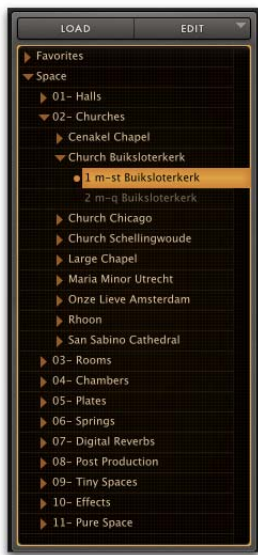 LOAD EDIT
Favorites
Space
01- Halls
02- Churches
Cenakel Chapel
Church Buiksloterkerk
1 m-st Buiksloterkerk
2 m-q Buiksloterkerk
Church Chicago
Church Schellingwoude
Large Chapel
Maria Minor Utrecht
Onze Lieve Amsterdam
Rhoon
San Sabino Cathedral
03- Rooms
04- Chambers
05- Plates
06- Springs
07- Digital Reverbs
08- Post Production
09- Tiny Spaces
10- Effects
11- Pure Space